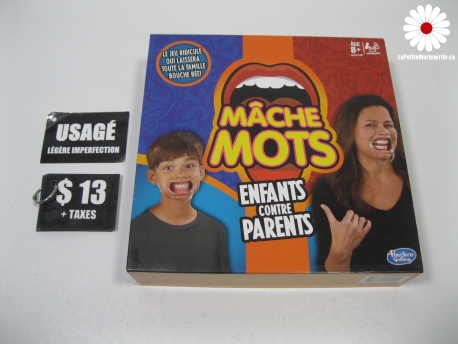 LaPetiteMarguerite.ca
USAGÉ
LÉGÈRE IMPERFECTION
$ 13
+ TAXES
LE JEU RIDICULE
QUI LAISSERA
TOUTE LA FAMILLE
BOUCHE BÉE!
ÂGE
8+
MÂCHE
MOTS
ENFANTS
CONTRE
PARENTS
Hasbro